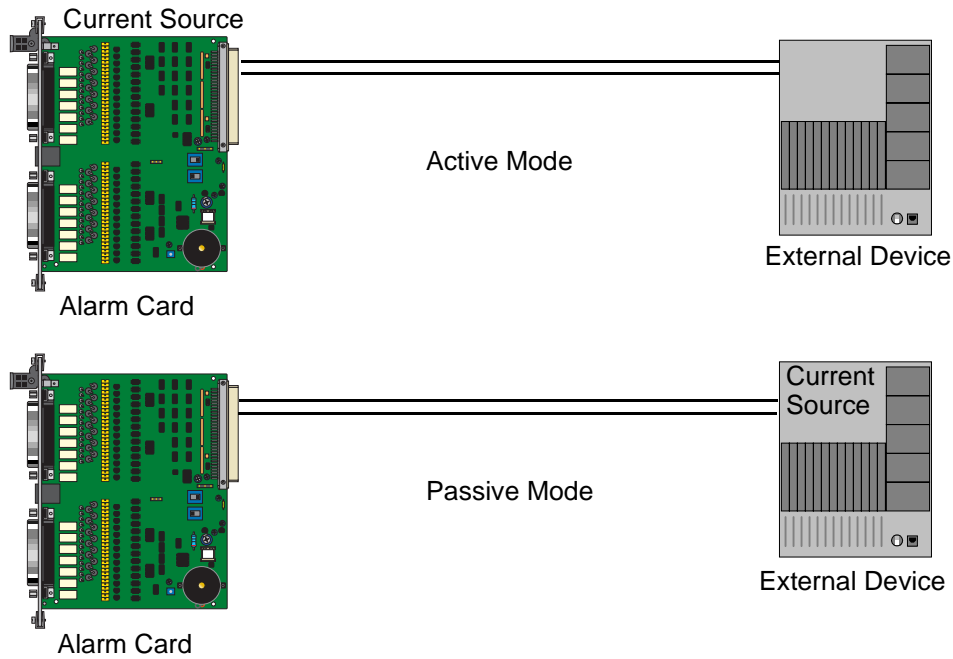 Current Source
Active Mode
External Device
Alarm Card
Current
Source
Passive Mode
External Device
Alarm Card